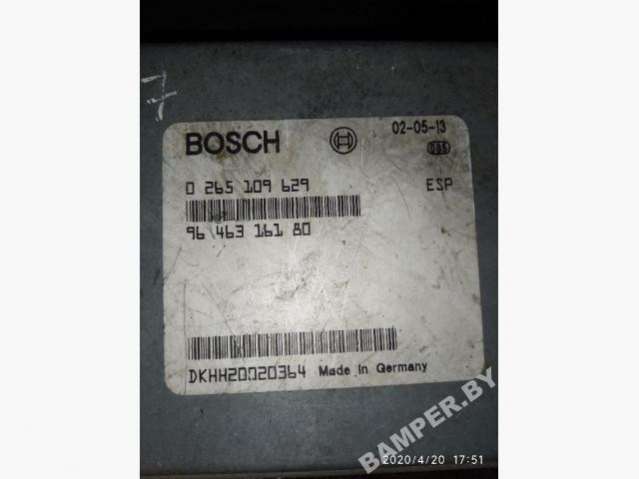 7
BOSCH
02-05-13
0 265 109 629
ESP
96 463 161 80
DKHH20020364 Made in Germany
BAMPER.BY
2020/4/20 17:51